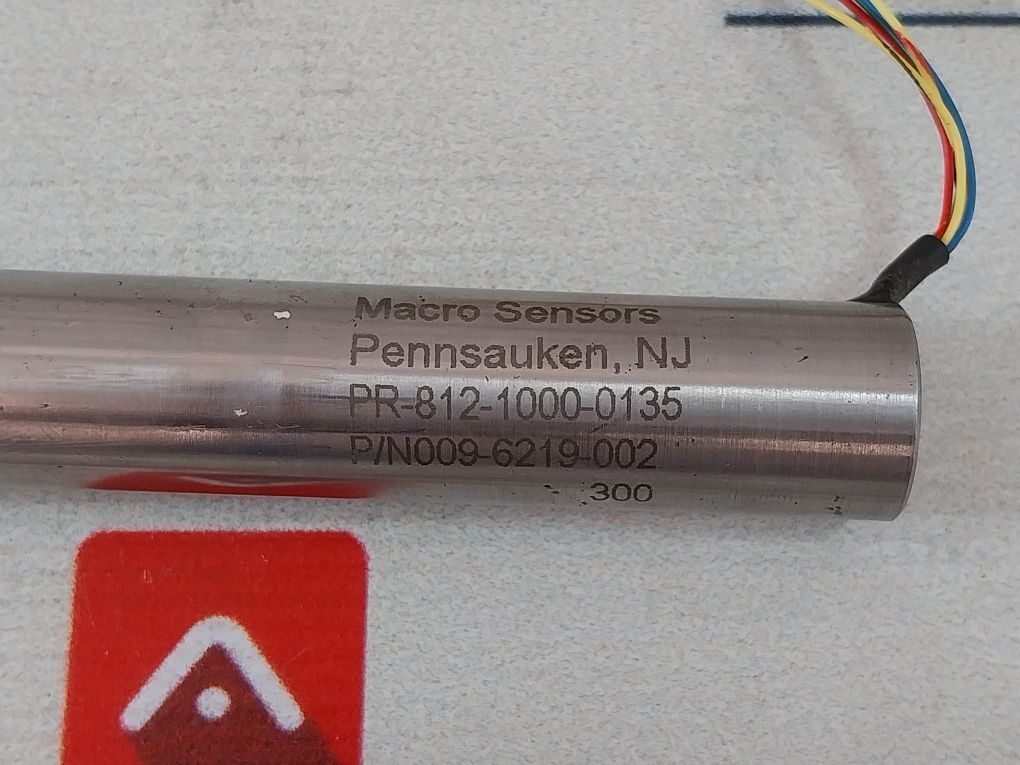 Macro Sensors
Pennsauken, NJ
PR-812-1000-0135
P/N009-6219-002
300